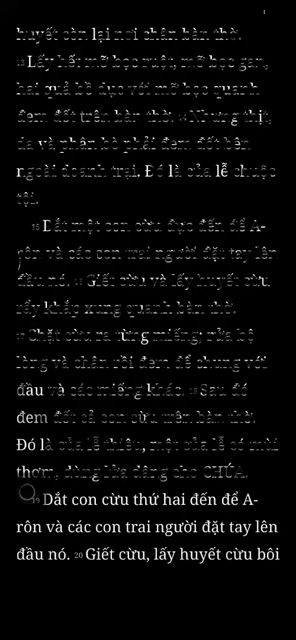 huyết còn lại nơi chân bàn thờ.
13 Lấy hết mỡ bọc ruột, mỡ bọc gan,
hai quả bồ dục với mỡ bọc quanh
đem đốt trên bàn thờ. 14 Nhưng thịt,
da và phân bò phải đem đốt bên
ngoài doanh trại. Đó là của lễ chuộc
tội.
15 Dắt một con cừu đực đến để A-
rôn và các con trai người đặt tay lên
đầu nó. 16 Giết cừu và lấy huyết cừu
rẩy khắp xung quanh bàn thờ.
17 Chặt cừu ra từng miếng; rửa bộ
lòng và chân rồi đem để chung với
đầu và các miếng khác. 18 Sau đó
đem đốt cả con cừu trên bàn thờ.
Đó là của lễ thiêu, một của lễ có mùi
thơm, dùng lửa dâng cho CHÚA.
19 Dắt con cừu thứ hai đến để A-
rôn và các con trai người đặt tay lên
đầu nó. 20 Giết cừu, lấy huyết cừu bôi